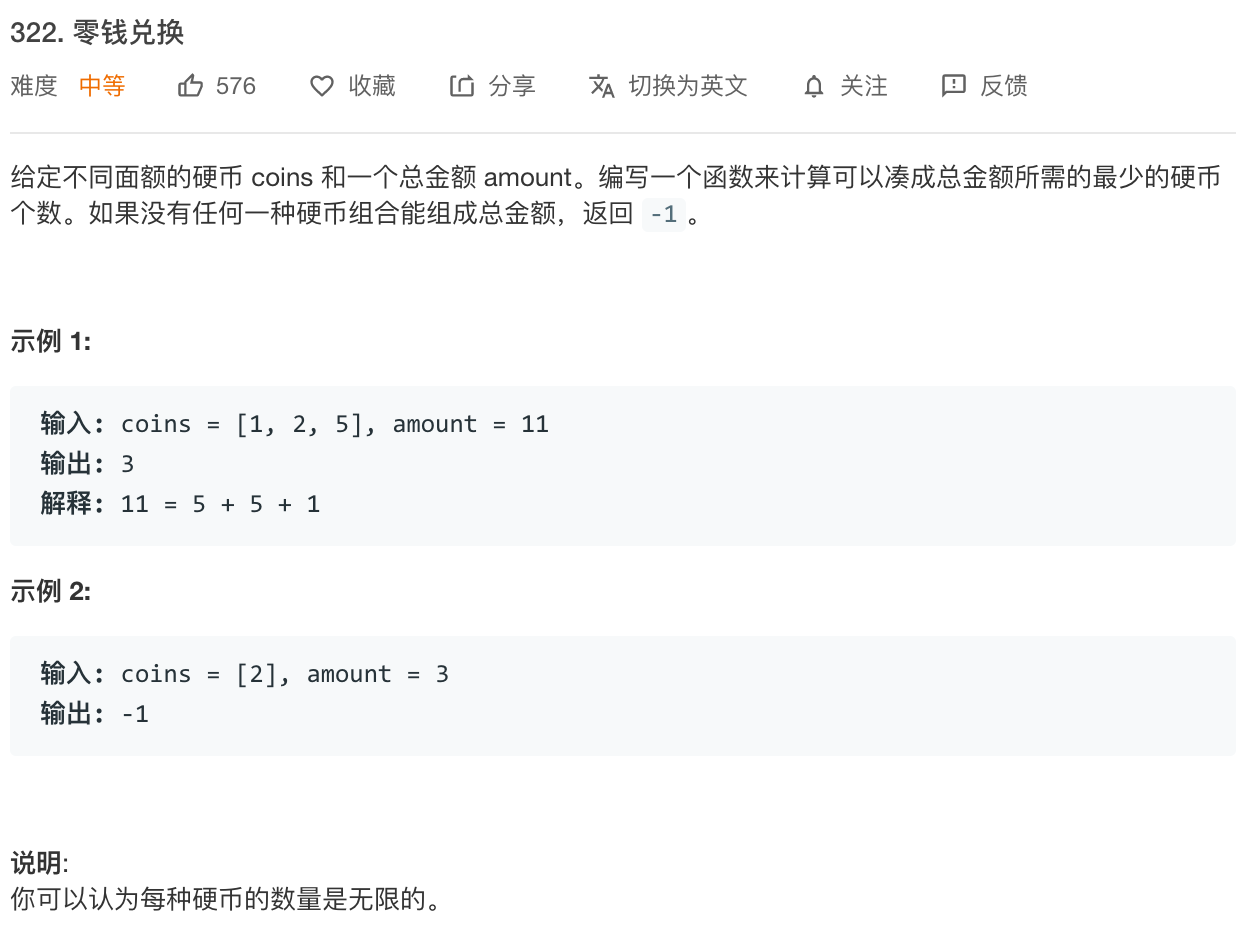 322. 零钱兑换
难度 中等 576 收藏 分享 切换为英文 关注 反馈
给定不同面额的硬币 coins 和一个总金额 amount。编写一个函数来计算可以凑成总金额所需的最少的硬币
个数。如果没有任何一种硬币组合能组成总金额，返回 -1。
示例 1:
输入: coins = [1, 2, 5], amount = 11
输出: 3
解释: 11 = 5 + 5 + 1
示例 2:
输入: coins = [2], amount = 3
输出: -1
说明:
你可以认为每种硬币的数量是无限的。